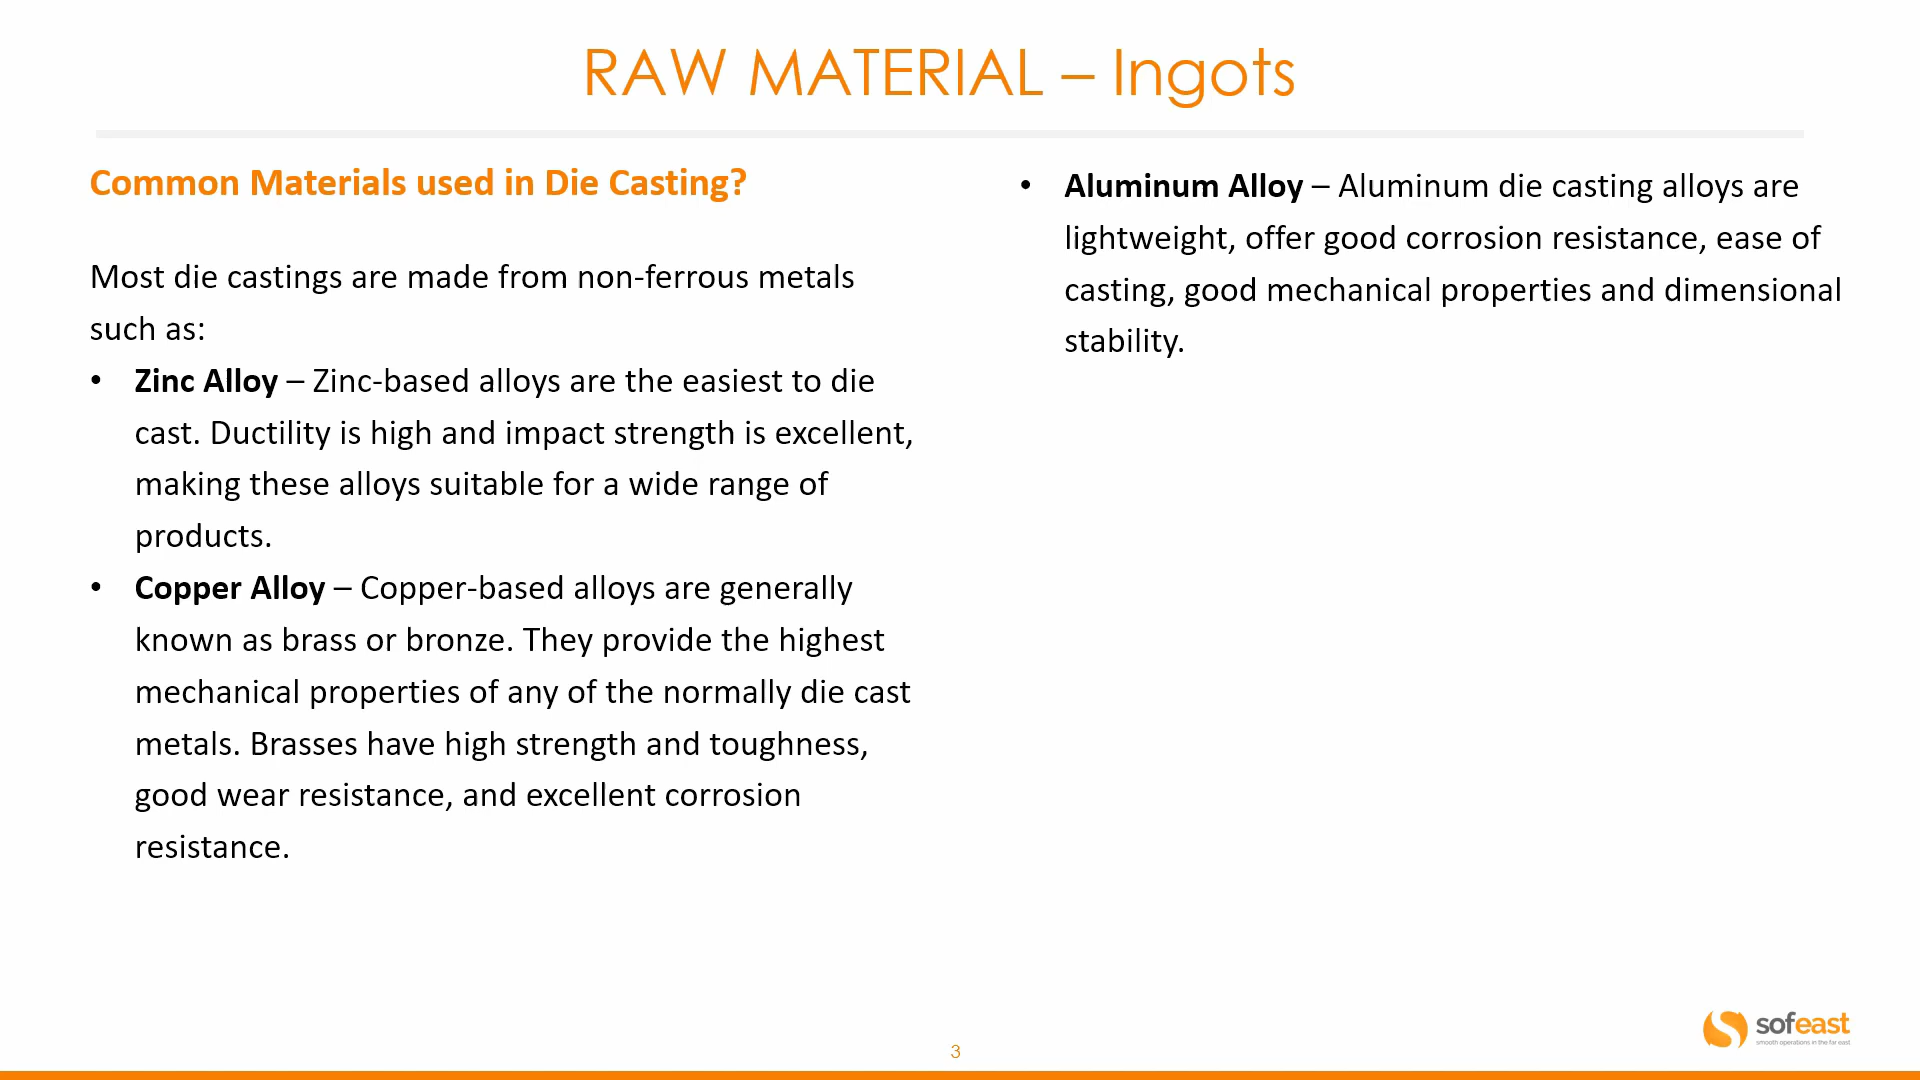 RAW MATERIAL – Ingots
Common Materials used in Die Casting?
Most die castings are made from non-ferrous metals
such as:
• Zinc Alloy – Zinc-based alloys are the easiest to die
cast. Ductility is high and impact strength is excellent,
making these alloys suitable for a wide range of
products.
• Copper Alloy – Copper-based alloys are generally
known as brass or bronze. They provide the highest
mechanical properties of any of the normally die cast
metals. Brasses have high strength and toughness,
good wear resistance, and excellent corrosion
resistance.
• Aluminum Alloy – Aluminum die casting alloys are
lightweight, offer good corrosion resistance, ease of
casting, good mechanical properties and dimensional
stability.
3
sofeast
smooth operations in the far east